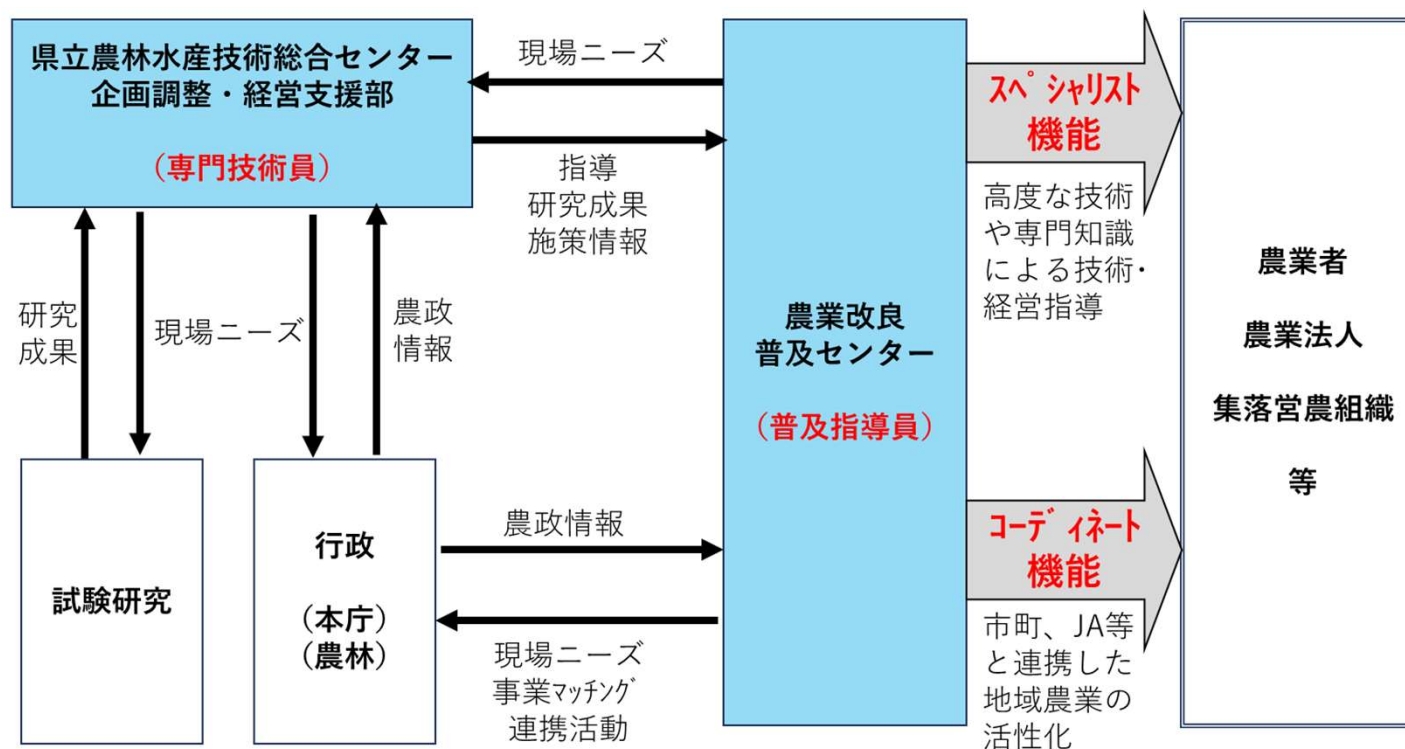 県立農林水産技術総合センター
企画調整・経営支援部
（専門技術員）
現場ニーズ
指導
研究成果
施策情報
研究
成果
現場ニーズ
農政
情報
試験研究
行政
（本庁）
（農林）
農政情報
現場ニーズ
事業ﾏｯﾁﾝｸﾞ
連携活動
農業改良
普及センター
（普及指導員）
ｽﾍﾟｼｬﾘｽﾄ
機能
高度な技術
や専門知識
による技術・
経営指導
ｺｰﾃﾞｨﾈｰﾄ
機能
市町、JA等
と連携した
地域農業の
活性化
農業者
農業法人
集落営農組織
等